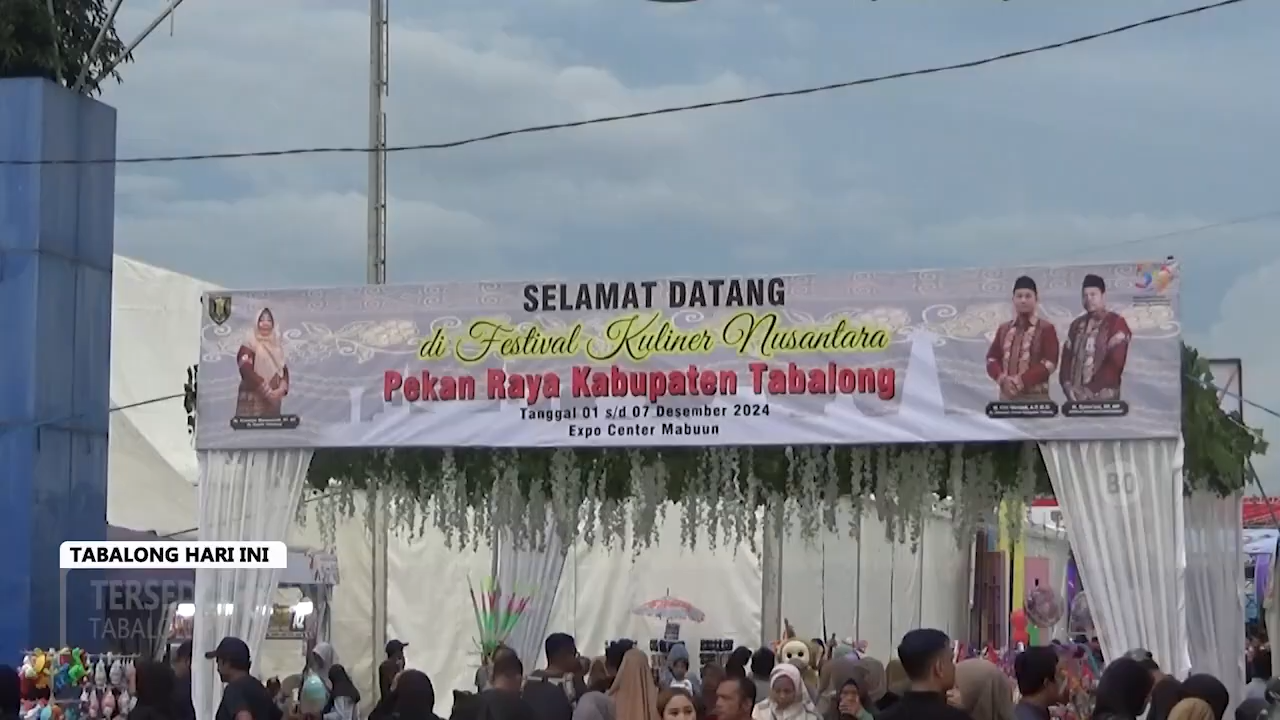 SELAMAT DATANG
di Festival Kuliner Nusantara
Pekan Raya Kabupaten Tabalong
Tanggal 01 s/d 07 Desember 2024
Expo Center Mabuun
80
TABALONG HARI INI